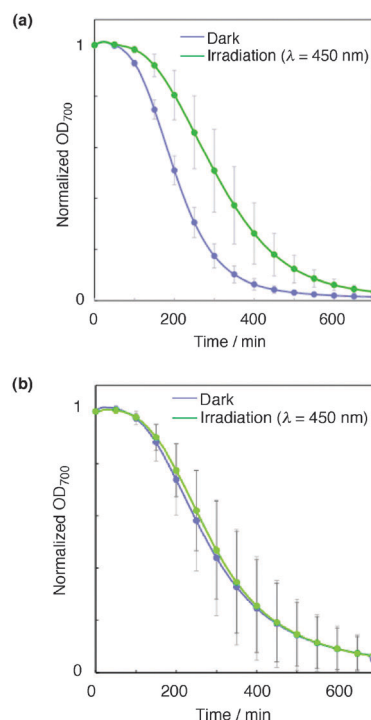 (a)
Dark
Irradiation (λ = 450 nm)
Normalized OD700
1
0
0 200 400 600
Time / min
(b)
Dark
Irradiation (λ = 450 nm)
Normalized OD700
1
0
0 200 400 600
Time / min